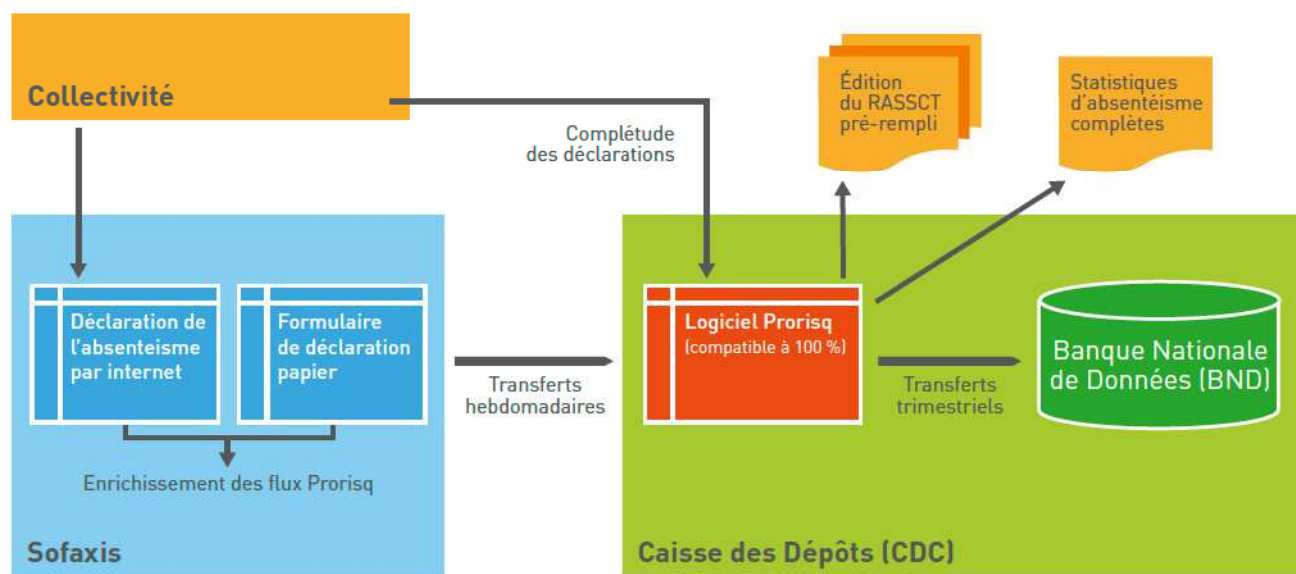 Collectivité
Complétude
des déclarations
Édition
du RASSCT
pré-rempli
Statistiques
d'absentéisme
complètes
Déclaration de
l'absenteisme
par internet
Formulaire
de déclaration
papier
Enrichissement des flux Prorisq
Sofaxis
Transferts
hebdomadaires
Logiciel Prorisq
(compatible à 100 %)
Transferts
trimestriels
Banque Nationale
de Données (BND)
Caisse des Dépôts (CDC)